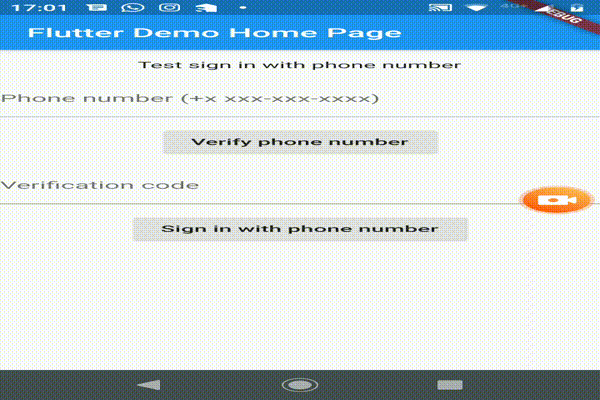 17:01
4G+
DEBUG
Flutter Demo Home Page
Test sign in with phone number
Phone number (+x xxx-xxx-xxxx)
Verify phone number
Verification code
Sign in with phone number